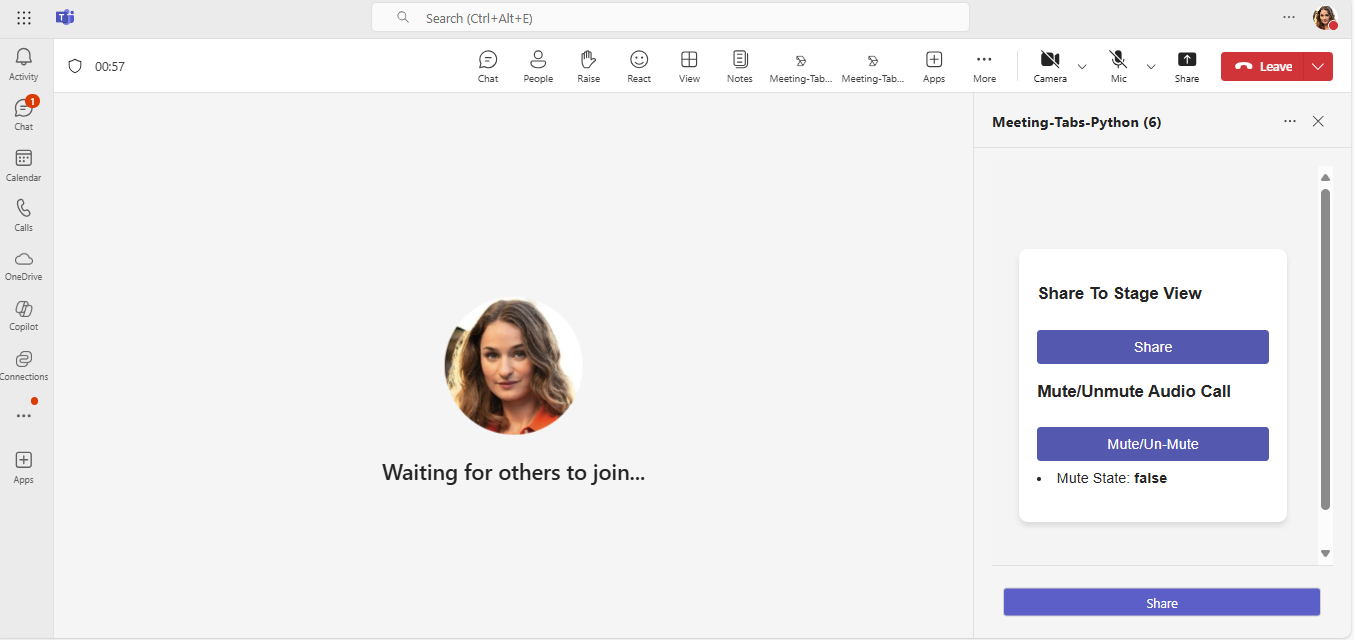 Search (Ctrl+Alt+E)
Activity
1
Chat
Calendar
Calls
OneDrive
Copilot
Connections
Apps
00:57
Chat
People
Raise
React
View
Notes
Meeting-Tab...
Meeting-Tab...
Apps
More
Camera
Mic
Share
Leave
Waiting for others to join...
Meeting-Tabs-Python (6)
Share To Stage View
Share
Mute/Unmute Audio Call
Mute/Un-Mute
• Mute State: false
Share